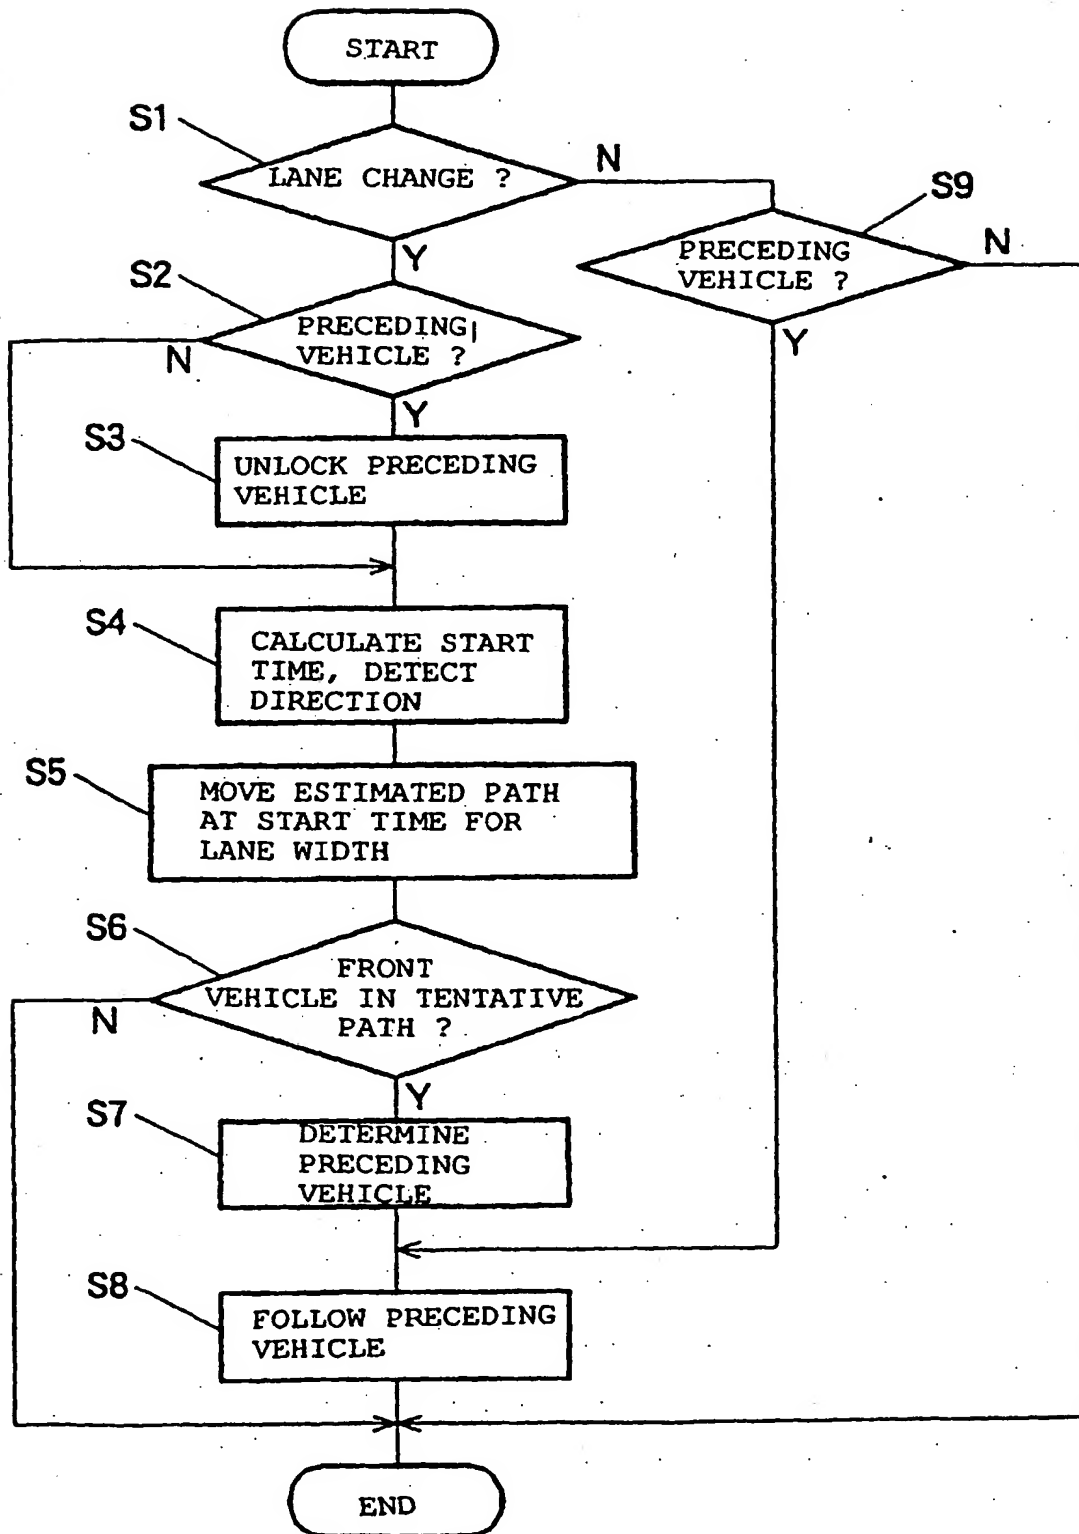 START
S1
LANE CHANGE ?
N
S9
Y
PRECEDING
VEHICLE ?
N
Y
S2
PRECEDING
VEHICLE ?
N
Y
S3
UNLOCK PRECEDING
VEHICLE
S4
CALCULATE START
TIME, DETECT
DIRECTION
S5
MOVE ESTIMATED PATH
AT START TIME FOR
LANE WIDTH
S6
FRONT
VEHICLE IN TENTATIVE
PATH ?
N
Y
S7
DETERMINE
PRECEDING
VEHICLE
S8
FOLLOW PRECEDING
VEHICLE
END